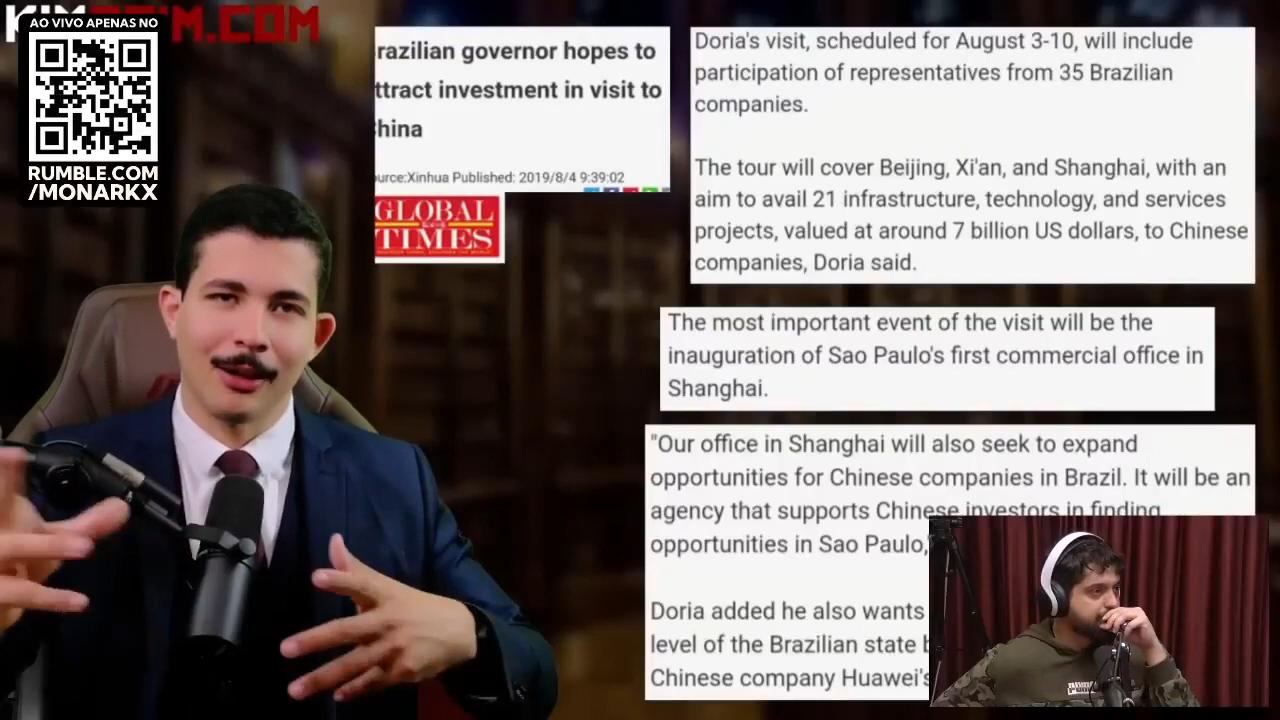 AO VIVO APENAS NO
RUMBLE.COM
/MONARKX
.COM
razilian governor hopes to
ttract investment in visit to
hina
urce:Xinhua Published: 2019/8/4 9:39:02
GLOBAL
TIMES
Doria's visit, scheduled for August 3-10, will include
participation of representatives from 35 Brazilian
companies.
The tour will cover Beijing, Xi'an, and Shanghai, with an
aim to avail 21 infrastructure, technology, and services
projects, valued at around 7 billion US dollars, to Chinese
companies, Doria said.
The most important event of the visit will be the
inauguration of Sao Paulo's first commercial office in
Shanghai.
"Our office in Shanghai will also seek to expand
opportunities for Chinese companies in Brazil. It will be an
agency that supports Chinese investors in finding
opportunities in Sao Paulo,
Doria added he also wants
level of the Brazilian state
Chinese company Huawei's